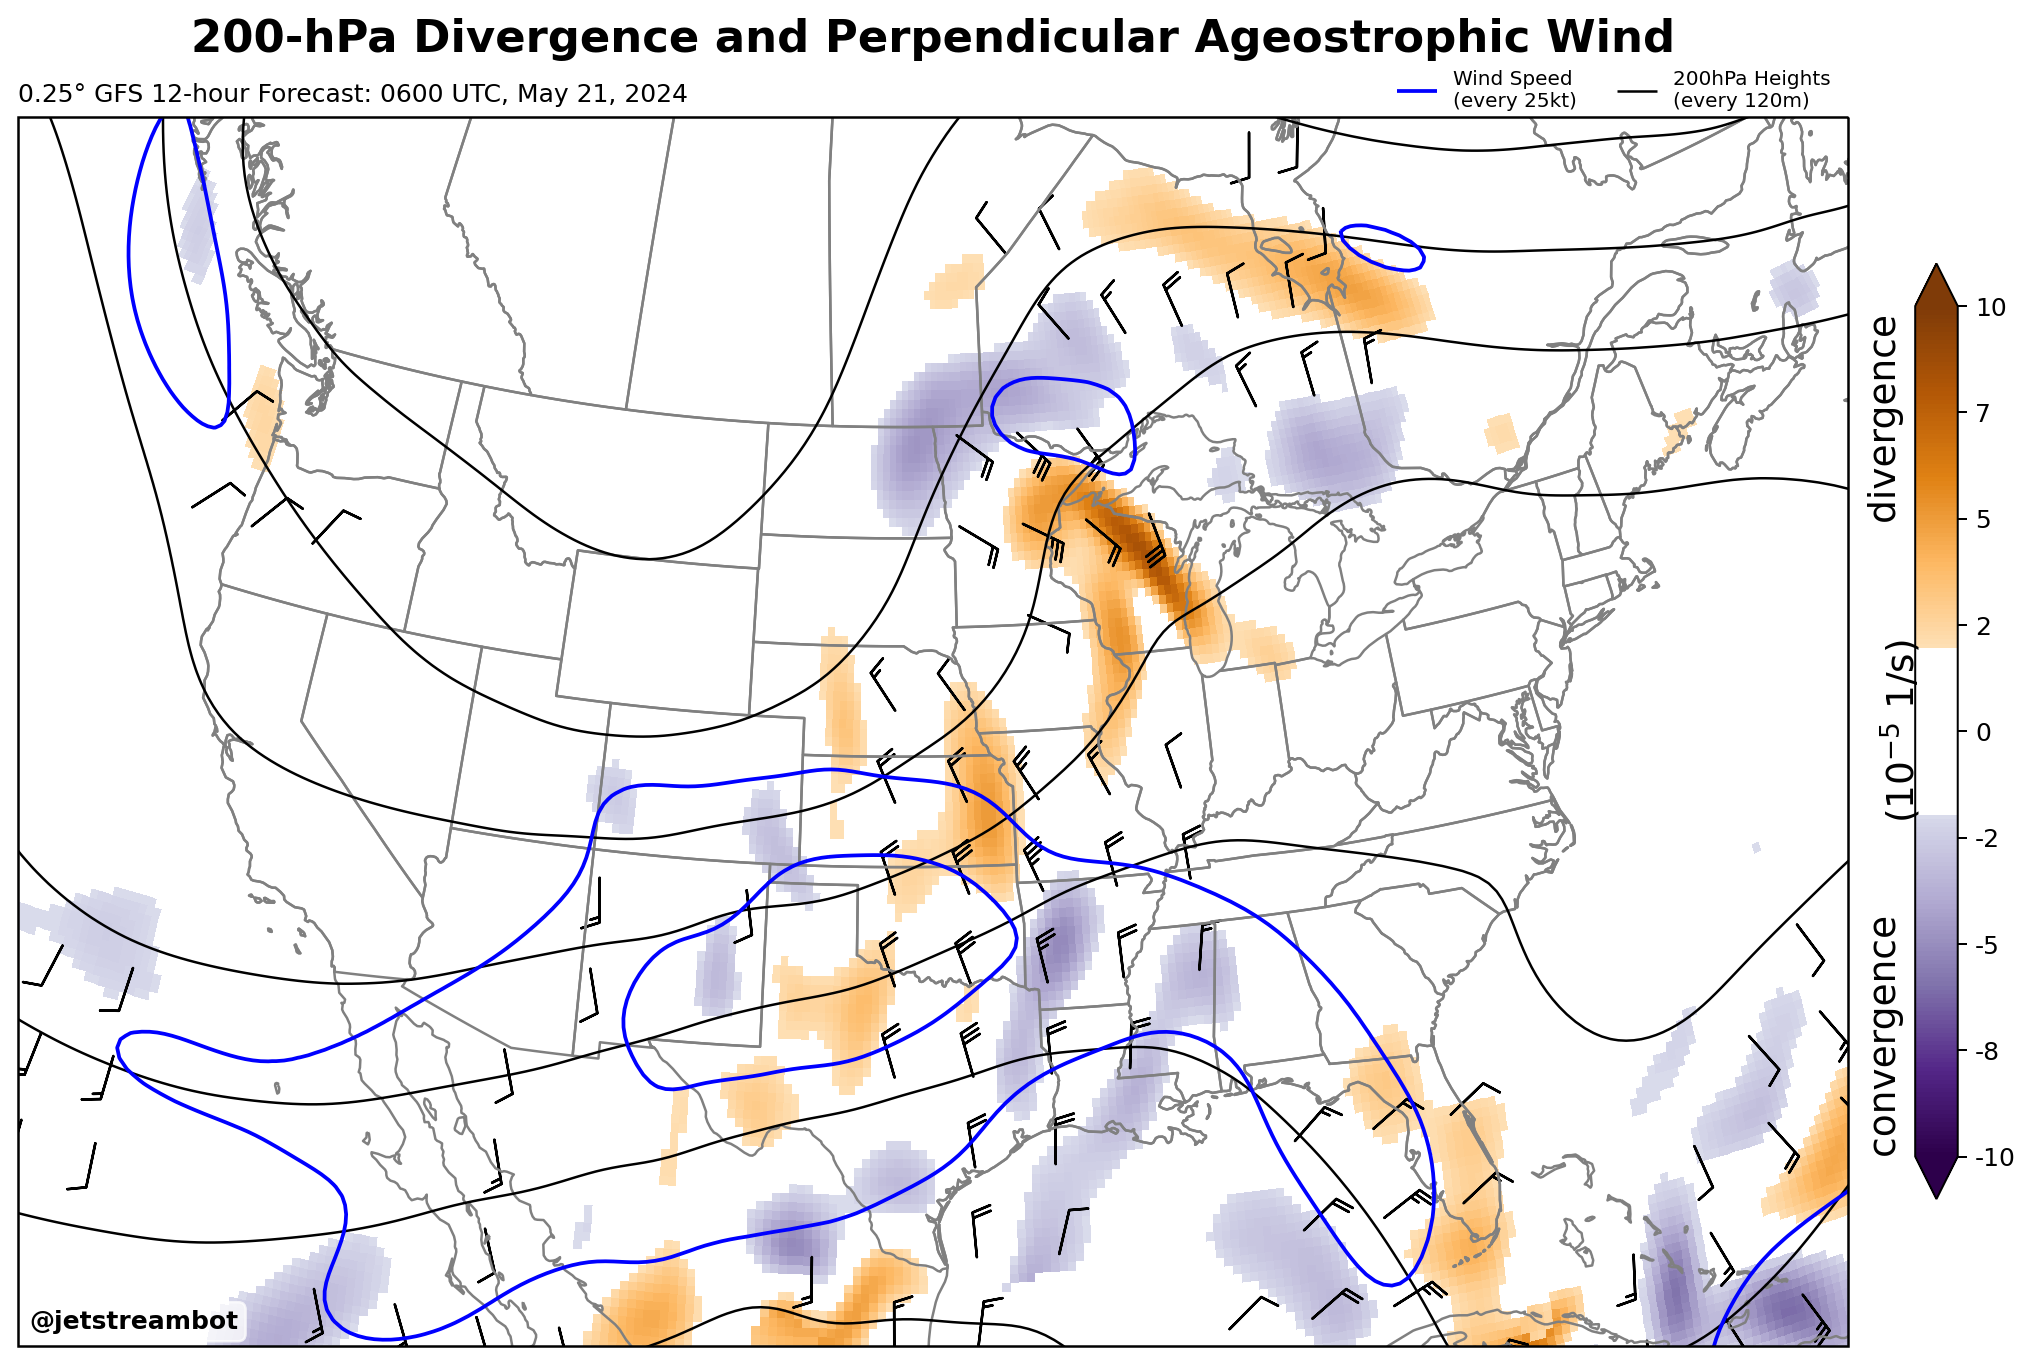 200-hPa Divergence and Perpendicular Ageostrophic Wind
0.25° GFS 12-hour Forecast: 0600 UTC, May 21, 2024
Wind Speed
(every 25kt)
200hPa Heights
(every 120m)
divergence
(10⁻⁵ 1/s)
convergence
10
7
5
2
0
-2
-5
-8
-10
@jetstreambot